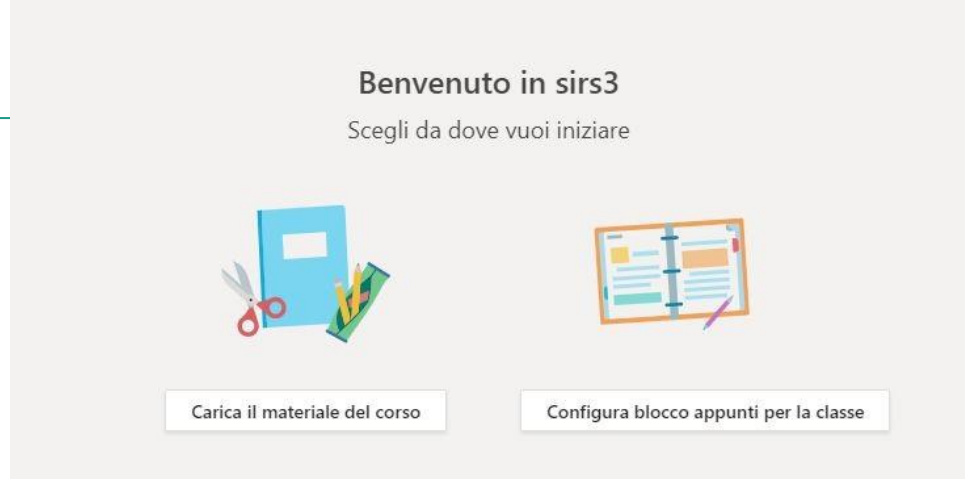 Benvenuto in sirs3
Scegli da dove vuoi iniziare
Carica il materiale del corso
Configura blocco appunti per la classe